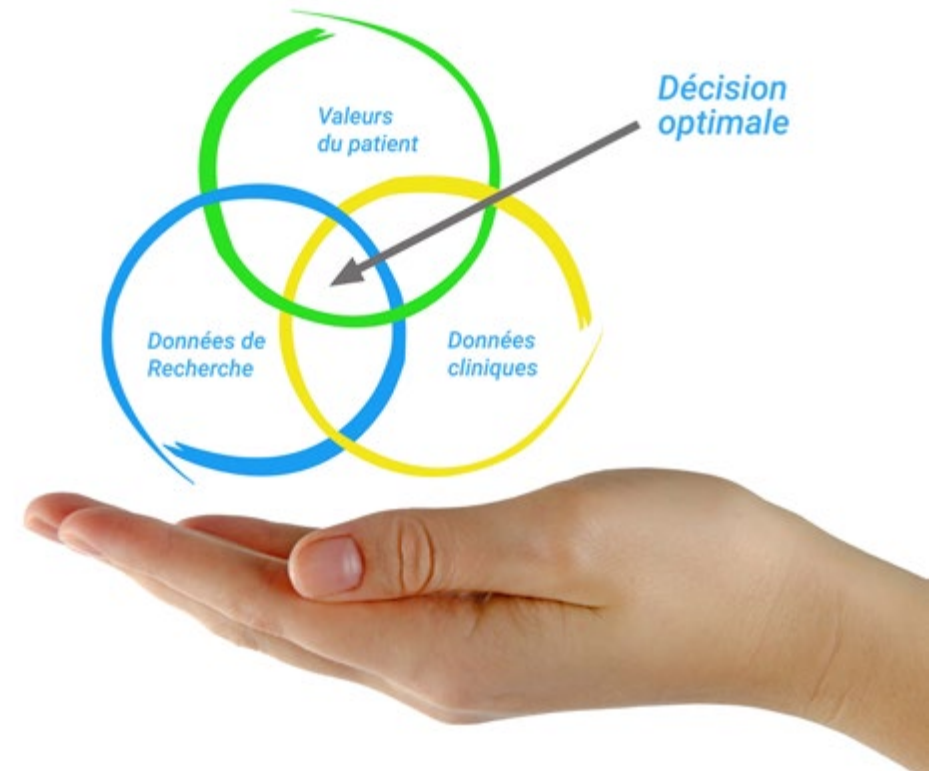 Valeurs
du patient
Décision
optimale
Données de
Recherche
Données
cliniques